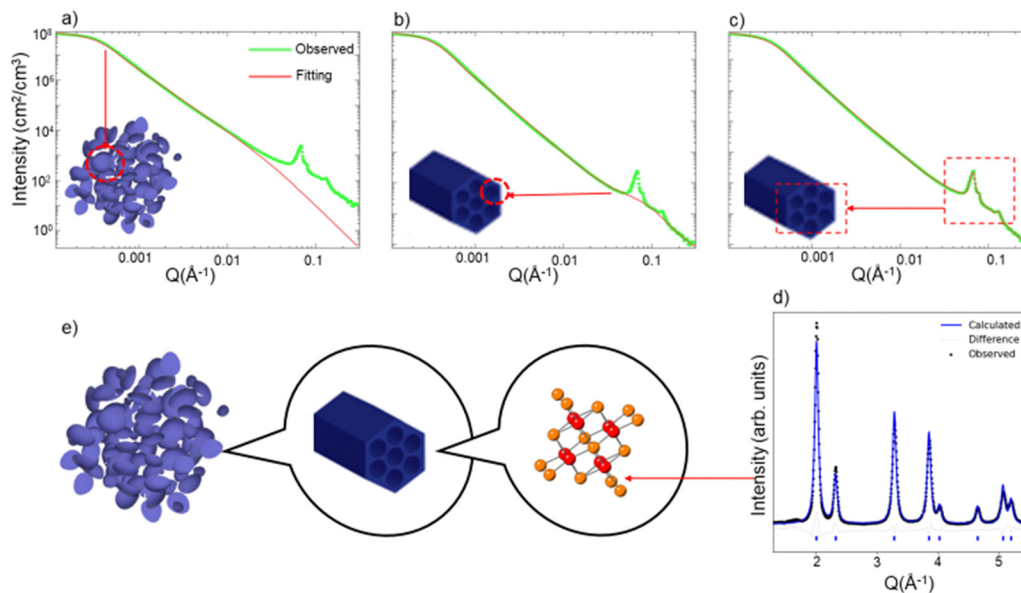 a)
b)
c)
10⁸
10⁶
10⁴
10²
10⁰
Intensity (cm²/cm³)
Observed
Fitting
0.001
0.01
0.1
Q(Å⁻¹)
0.001
0.01
0.1
Q(Å⁻¹)
0.001
0.01
0.1
Q(Å⁻¹)
d)
e)
Calculated
Difference
Observed
Intensity (arb. units)
2
3
4
5
Q(Å⁻¹)